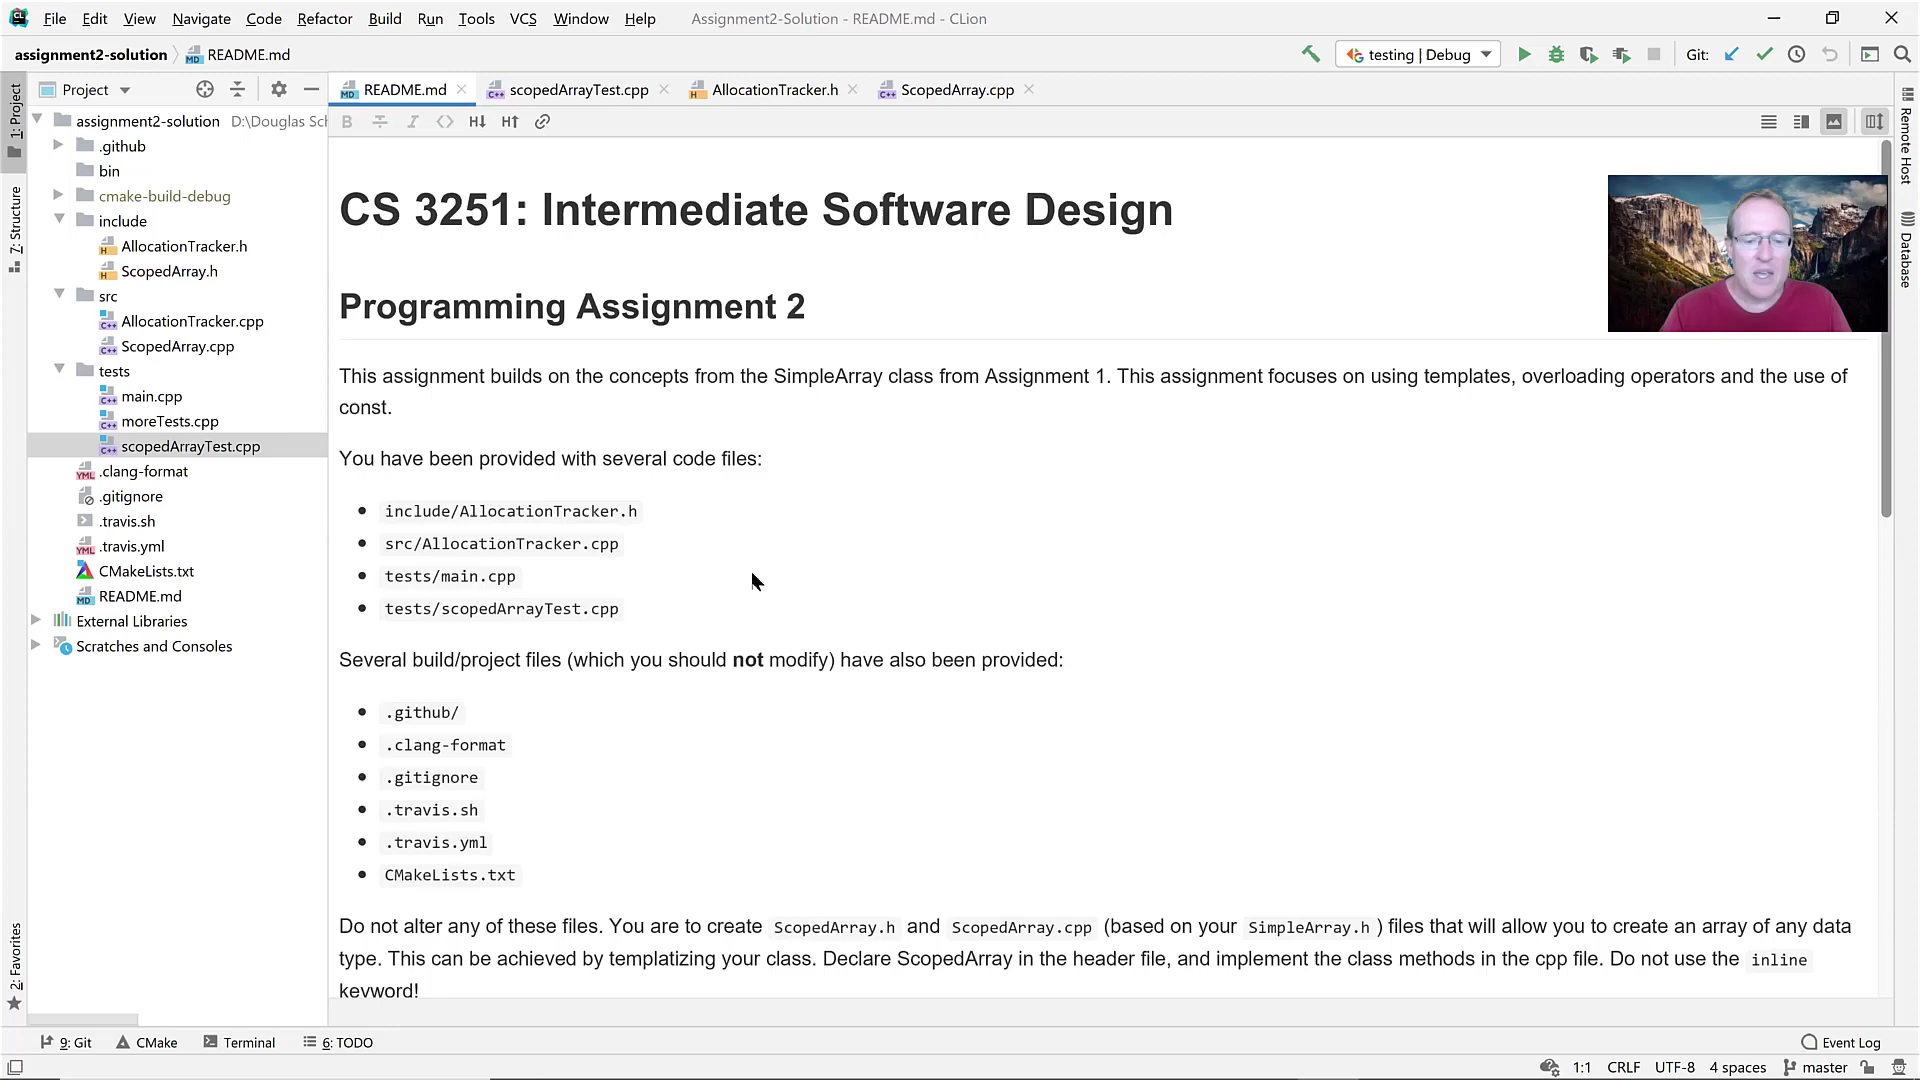 File Edit View Navigate Code Refactor Build Run Tools VCS Window Help Assignment2-Solution - README.md - CLion
assignment2-solution README.md testing | Debug Git:
Project README.md scopedArrayTest.cpp AllocationTracker.h ScopedArray.cpp
1: Project
7: Structure
2: Favorites
Remote Host
Database
assignment2-solution D:\Douglas Sch
.github
bin
cmake-build-debug
include
AllocationTracker.h
ScopedArray.h
src
AllocationTracker.cpp
ScopedArray.cpp
tests
main.cpp
moreTests.cpp
scopedArrayTest.cpp
.clang-format
.gitignore
.travis.sh
.travis.yml
CMakeLists.txt
README.md
External Libraries
Scratches and Consoles
B I <> H↓ H↑
CS 3251: Intermediate Software Design
Programming Assignment 2
This assignment builds on the concepts from the SimpleArray class from Assignment 1. This assignment focuses on using templates, overloading operators and the use of
const.
You have been provided with several code files:
include/AllocationTracker.h
src/AllocationTracker.cpp
tests/main.cpp
tests/scopedArrayTest.cpp
Several build/project files (which you should not modify) have also been provided:
.github/
.clang-format
.gitignore
.travis.sh
.travis.yml
CMakeLists.txt
Do not alter any of these files. You are to create ScopedArray.h and ScopedArray.cpp (based on your SimpleArray.h ) files that will allow you to create an array of any data
type. This can be achieved by templatizing your class. Declare ScopedArray in the header file, and implement the class methods in the cpp file. Do not use the inline
keyword!
9: Git CMake Terminal 6: TODO Event Log
1:1 CRLF UTF-8 4 spaces master